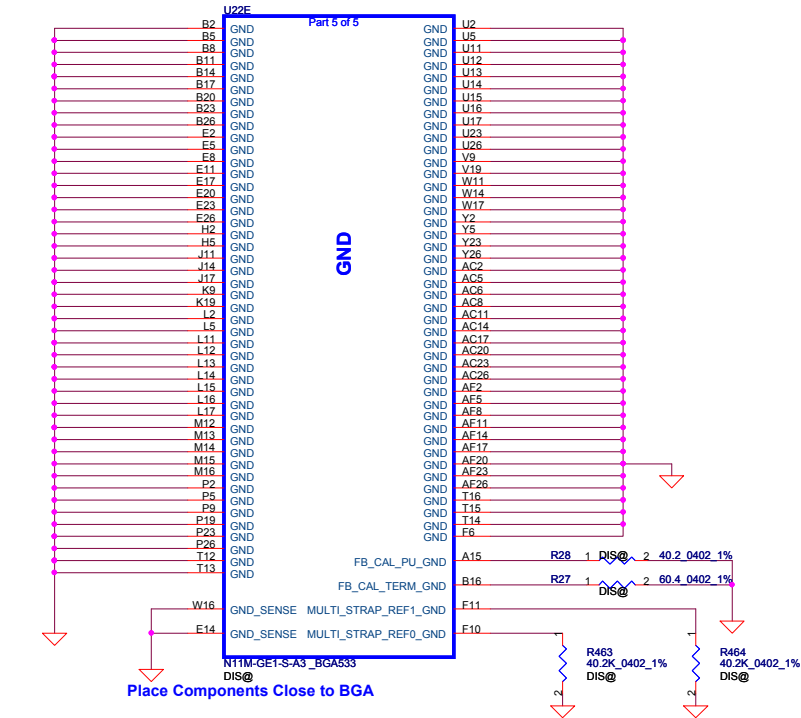 U22E
Part 5 of 5
B2 GND GND U2
B5 GND GND U5
B8 GND GND U11
B11 GND GND U12
B14 GND GND U13
B17 GND GND U14
B20 GND GND U15
B23 GND GND U16
B26 GND GND U17
E2 GND GND U23
E5 GND GND U26
E8 GND GND V9
E11 GND GND V19
E17 GND GND W11
E20 GND GND W14
E23 GND GND W17
E26 GND GND Y2
H2 GND GND Y5
H5 GND GND Y23
J11 GND GND Y26
J14 GND GND AC2
J17 GND GND AC5
K9 GND GND AC6
K19 GND GND AC8
L2 GND GND AC11
L5 GND GND AC14
L11 GND GND AC17
L12 GND GND AC20
L13 GND GND AC23
L14 GND GND AC26
L15 GND GND AF2
L16 GND GND AF5
L17 GND GND AF8
M12 GND GND AF11
M13 GND GND AF14
M14 GND GND AF17
M15 GND GND AF20
M16 GND GND AF23
P2 GND GND AF26
P5 GND GND T16
P9 GND GND T15
P19 GND GND T14
P23 GND GND F6
P26 GND
T12 GND FB_CAL_PU_GND A15 R28 1 DIS@ 2 40.2_0402_1%
T13 GND
FB_CAL_TERM_GND B16 R27 1 DIS@ 2 60.4_0402_1%
W16 GND_SENSE MULTI_STRAP_REF1_GND F11
E14 GND_SENSE MULTI_STRAP_REF0_GND F10
GND
1 R463 40.2K_0402_1% DIS@ 2
1 R464 40.2K_0402_1% DIS@ 2
N11M-GE1-S-A3 _BGA533
DIS@
Place Components Close to BGA